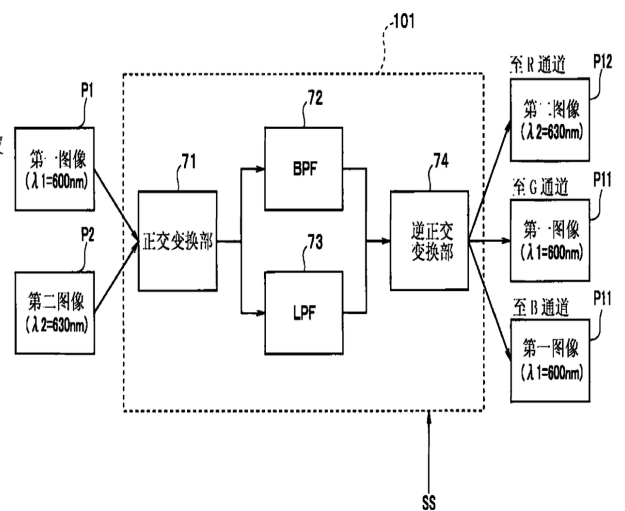 101
P1
第一图像
(λ1=600nm)
P2
第二图像
(λ2=630nm)
71
正交变换部
72
BPF
73
LPF
74
逆正交
变换部
至R通道
P12
第二图像
(λ2=630nm)
至G通道
P11
第一图像
(λ1=600nm)
至B通道
P11
第一图像
(λ1=600nm)
SS